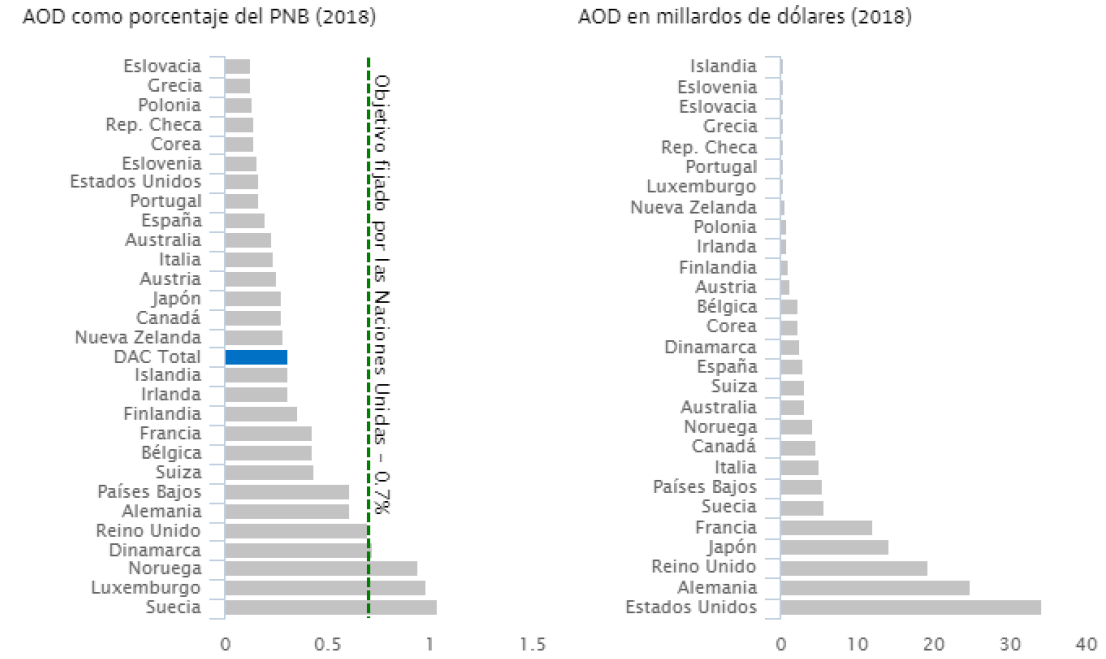 AOD como porcentaje del PNB (2018)
Eslovacia
Grecia
Polonia
Rep. Checa
Corea
Eslovenia
Estados Unidos
Portugal
España
Australia
Italia
Austria
Japón
Canadá
Nueva Zelanda
DAC Total
Islandia
Irlanda
Finlandia
Francia
Bélgica
Suiza
Países Bajos
Alemania
Reino Unido
Dinamarca
Noruega
Luxemburgo
Suecia
0 0.5 1 1.5
Objetivo fijado por las Naciones Unidas – 0.7%
AOD en millardos de dólares (2018)
Islandia
Eslovenia
Eslovacia
Grecia
Rep. Checa
Portugal
Luxemburgo
Nueva Zelanda
Polonia
Irlanda
Finlandia
Austria
Bélgica
Corea
Dinamarca
España
Suiza
Australia
Noruega
Canadá
Italia
Países Bajos
Suecia
Francia
Japón
Reino Unido
Alemania
Estados Unidos
0 10 20 30 40